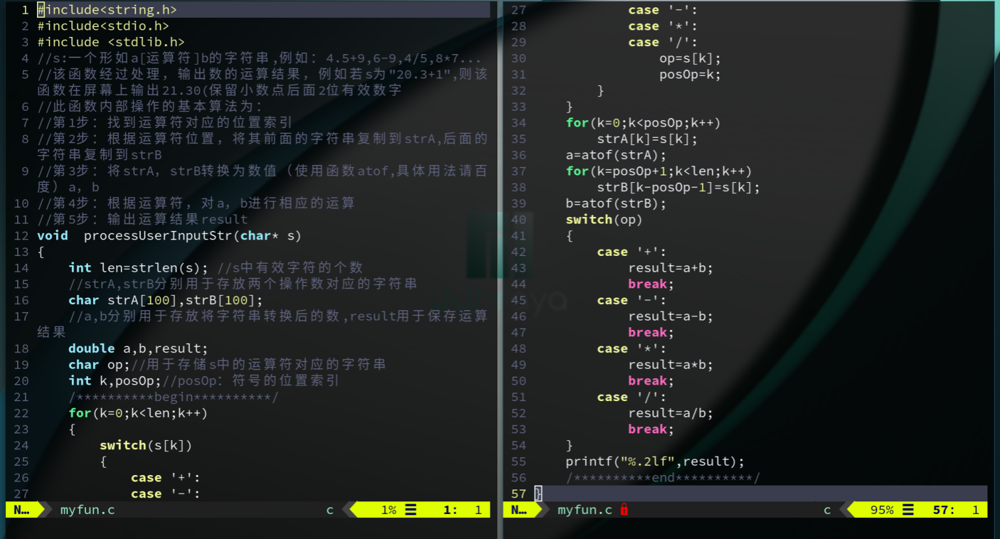 1 #include<string.h>
2 #include<stdio.h>
3 #include <stdlib.h>
4 //s:一个形如a[运算符]b的字符串,例如：4.5+9,6-9,4/5,8*7...
5 //该函数经过处理，输出数的运算结果，例如若s为"20.3+1",则该
函数在屏幕上输出21.30(保留小数点后面2位有效数字
6 //此函数内部操作的基本算法为：
7 //第1步：找到运算符对应的位置索引
8 //第2步：根据运算符位置，将其前面的字符串复制到strA,后面的
字符串复制到strB
9 //第3步：将strA，strB转换为数值（使用函数atof,具体用法请百
度）a，b
10 //第4步：根据运算符，对a，b进行相应的运算
11 //第5步：输出运算结果result
12 void  processUserInputStr(char* s)
13 {
14     int len=strlen(s); //s中有效字符的个数
15     //strA,strB分别用于存放两个操作数对应的字符串
16     char strA[100],strB[100];
17     //a,b分别用于存放将字符串转换后的数,result用于保存运算
结果
18     double a,b,result;
19     char op;//用于存储s中的运算符对应的字符串
20     int k,posOp;//posOp：符号的位置索引
21     /**********begin**********/
22     for(k=0;k<len;k++)
23     {
24         switch(s[k])
25         {
26             case '+':
27             case '-':
N… myfun.c c 1% ☰ 1: 1
27             case '-':
28             case '*':
29             case '/':
30                 op=s[k];
31                 posOp=k;
32         }
33     }
34     for(k=0;k<posOp;k++)
35         strA[k]=s[k];
36     a=atof(strA);
37     for(k=posOp+1;k<len;k++)
38         strB[k-posOp-1]=s[k];
39     b=atof(strB);
40     switch(op)
41     {
42         case '+':
43             result=a+b;
44             break;
45         case '-':
46             result=a-b;
47             break;
48         case '*':
49             result=a*b;
50             break;
51         case '/':
52             result=a/b;
53             break;
54     }
55     printf("%.2lf",result);
56     /**********end**********/
57 }
N… myfun.c c 95% ☰ 57: 1